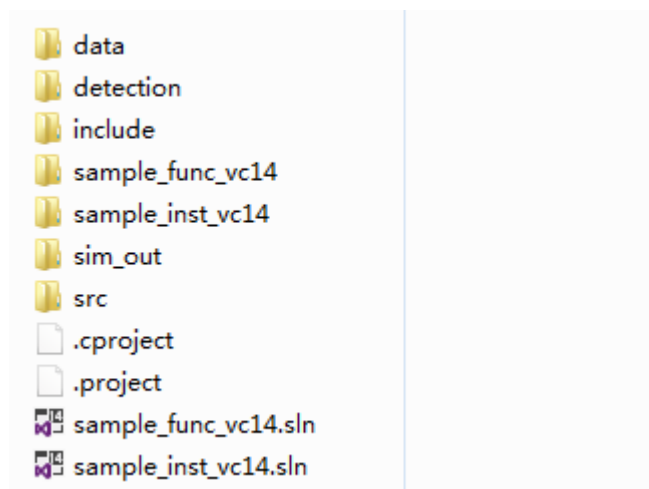 data
detection
include
sample_func_vc14
sample_inst_vc14
sim_out
src
.cproject
.project
sample_func_vc14.sln
sample_inst_vc14.sln